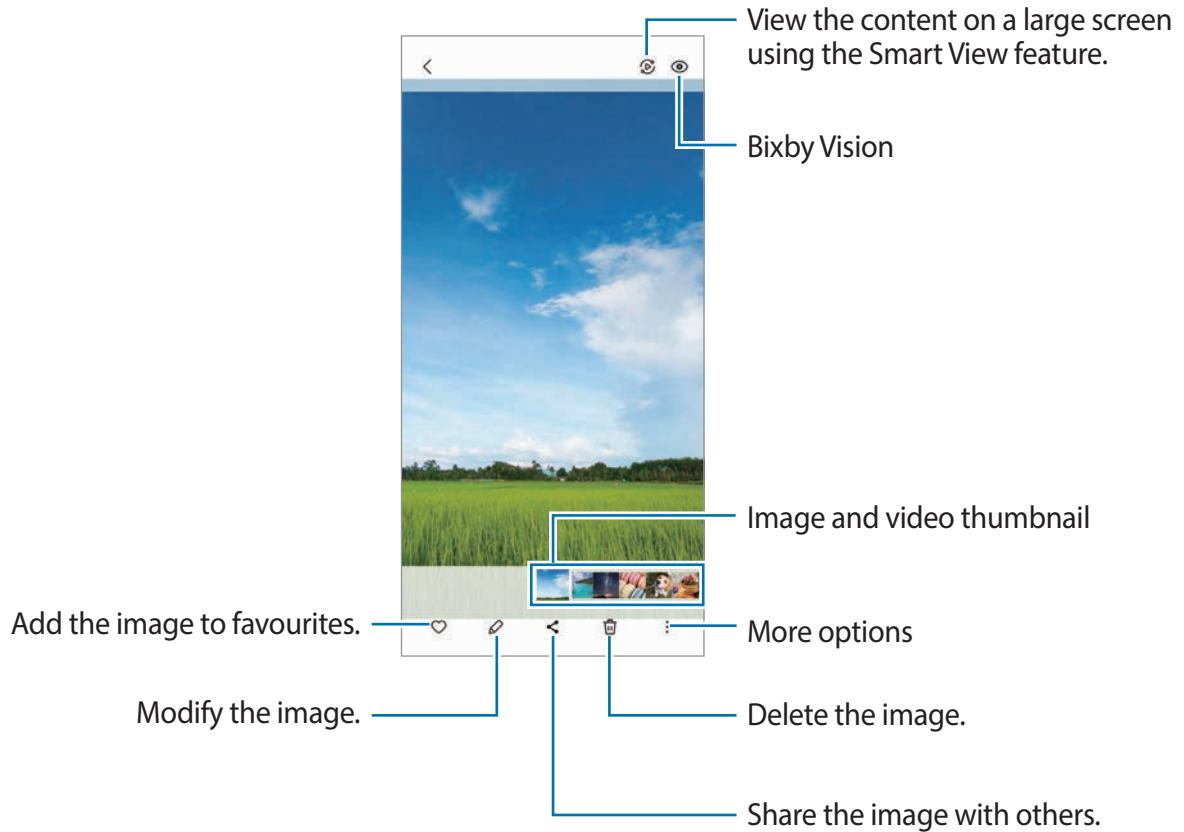 View the content on a large screen
using the Smart View feature.
Bixby Vision
Image and video thumbnail
Add the image to favourites.
More options
Modify the image.
Delete the image.
Share the image with others.